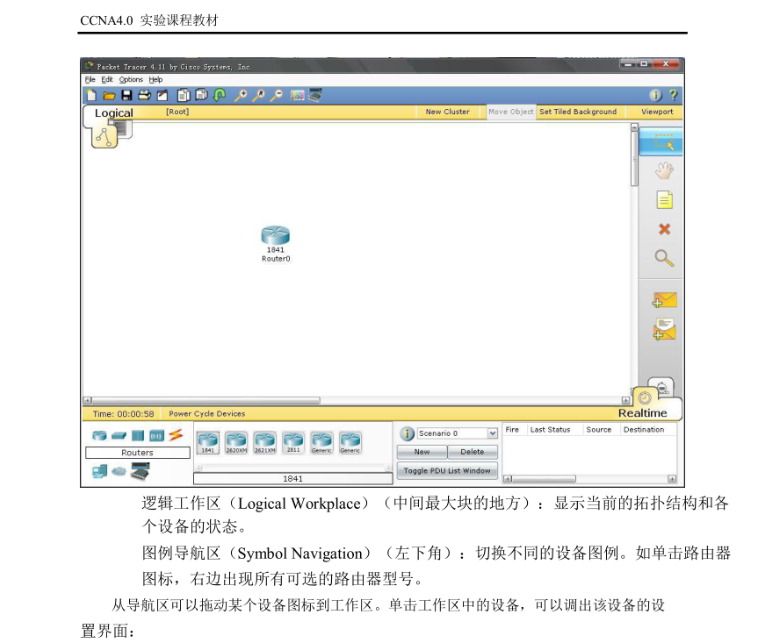 CCNA4.0 实验课程教材
Packet Tracer 4.11 by Cisco Systems, Inc
File Edit Options Help
Logical [Root] New Cluster Move Object Set Tiled Background Viewport
1841
Router0
Time: 00:00:58 Power Cycle Devices Realtime
Scenario 0 Fire Last Status Source Destination
1841 2620XM 2621XM 2811 Generic Generic
Routers New Delete
Toggle PDU List Window
1841
逻辑工作区（Logical Workplace）（中间最大块的地方）：显示当前的拓扑结构和各
个设备的状态。
图例导航区（Symbol Navigation）（左下角）：切换不同的设备图例。如单击路由器
图标，右边出现所有可选的路由器型号。
从导航区可以拖动某个设备图标到工作区。单击工作区中的设备，可以调出该设备的设
置界面：